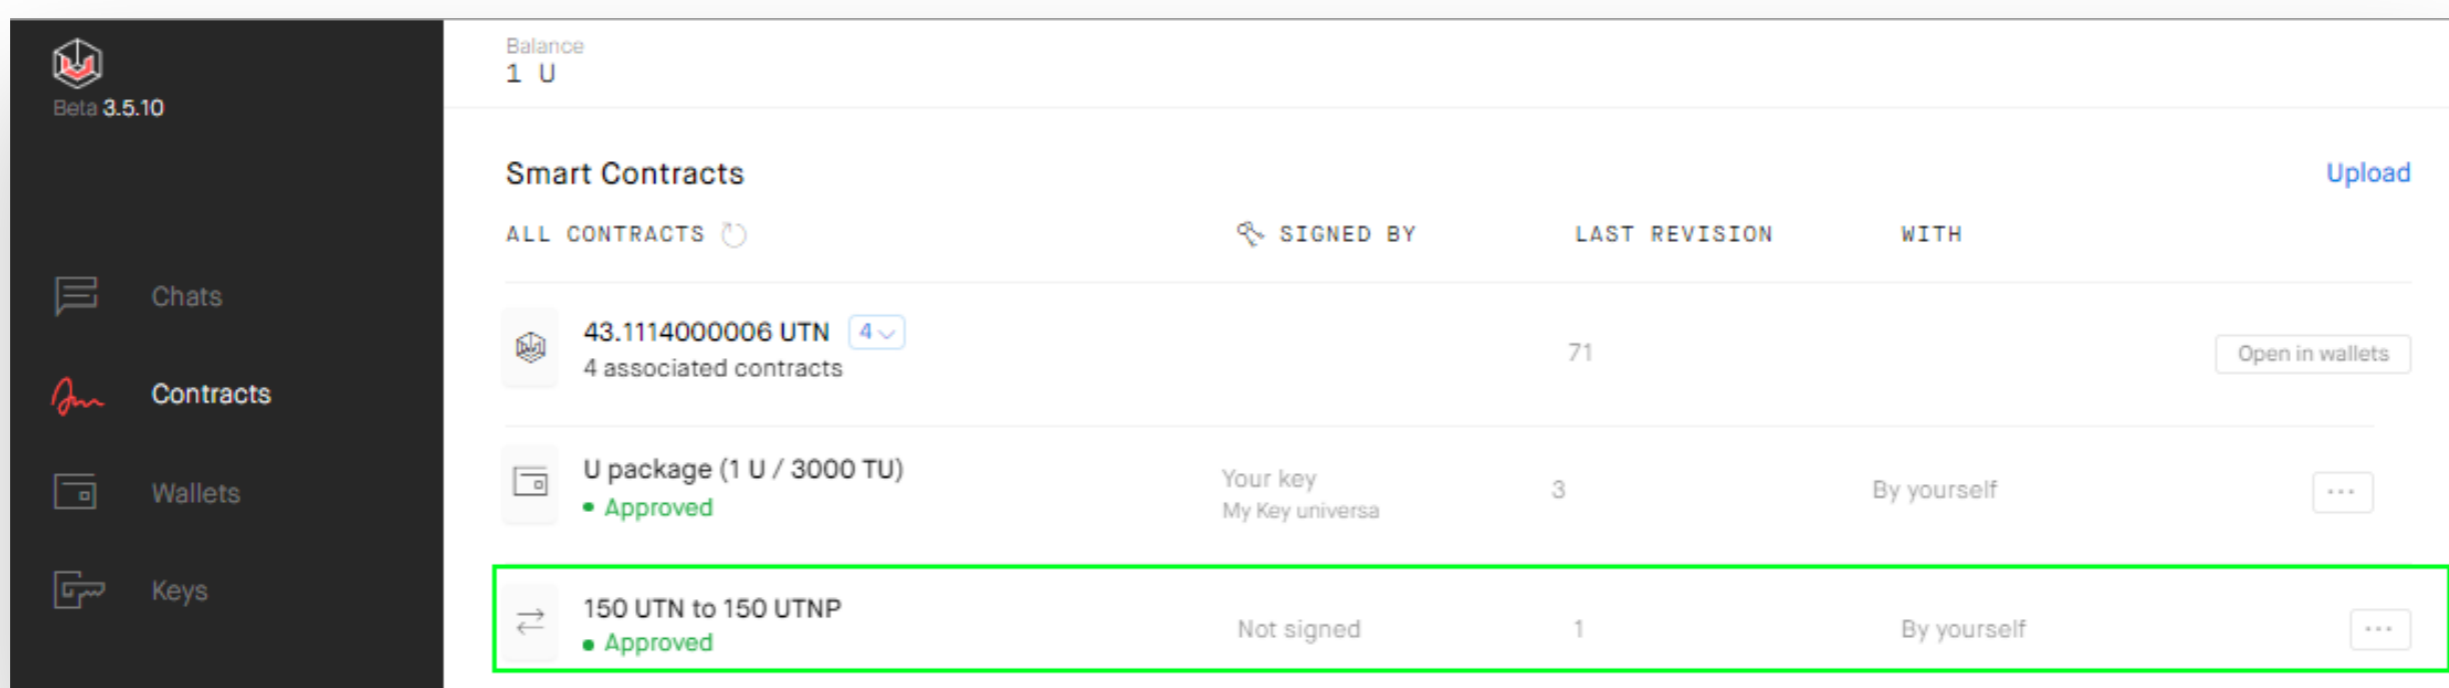 Beta 3.5.10
Balance
1 U
Smart Contracts
Upload
ALL CONTRACTS SIGNED BY LAST REVISION WITH
Chats
Contracts
Wallets
Keys
43.1114000006 UTN 4
4 associated contracts
71
Open in wallets
U package (1 U / 3000 TU)
Approved
Your key
My Key universa
3
By yourself
...
150 UTN to 150 UTNP
Approved
Not signed
1
By yourself
...